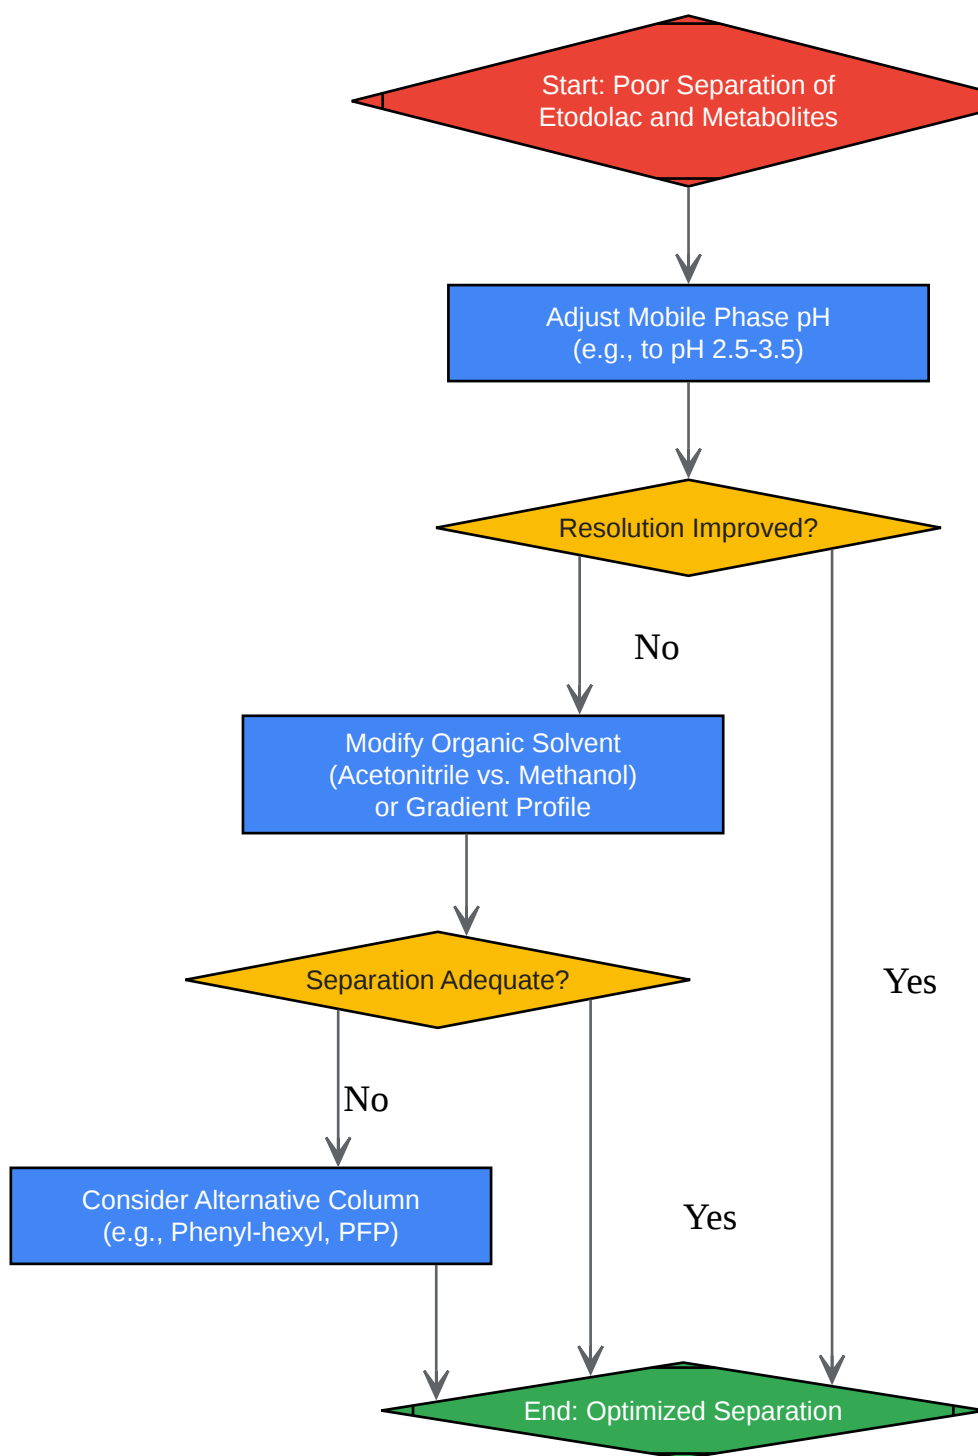 Start: Poor Separation of
Etodolac and Metabolites
Adjust Mobile Phase pH
(e.g., to pH 2.5-3.5)
Resolution Improved?
No
Modify Organic Solvent
(Acetonitrile vs. Methanol)
or Gradient Profile
Separation Adequate?
Yes
No
Consider Alternative Column
(e.g., Phenyl-hexyl, PFP)
Yes
End: Optimized Separation